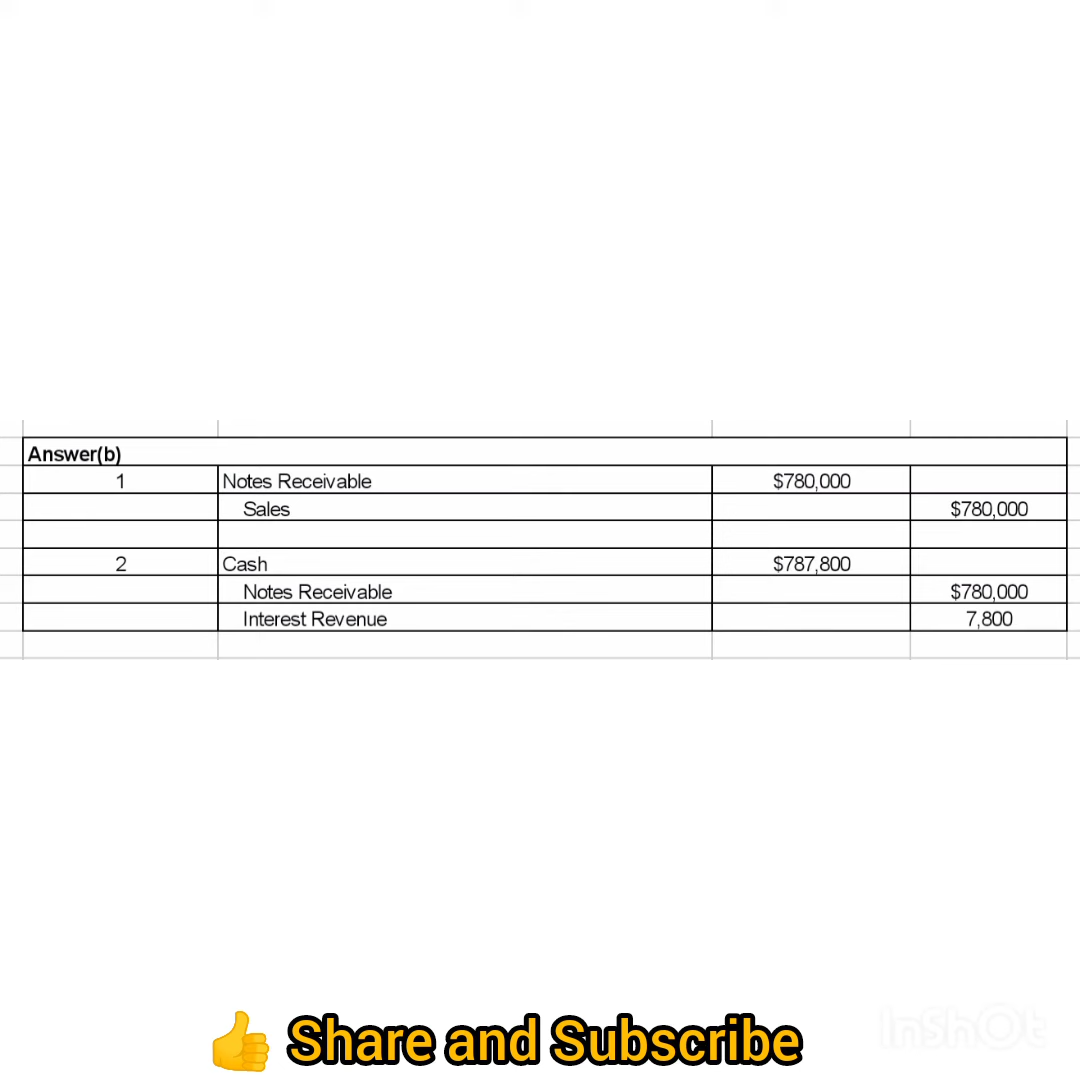 Answer(b)
1 Notes Receivable $780,000
Sales $780,000
2 Cash $787,800
Notes Receivable $780,000
Interest Revenue 7,800
👍 Share and Subscribe
InShOt